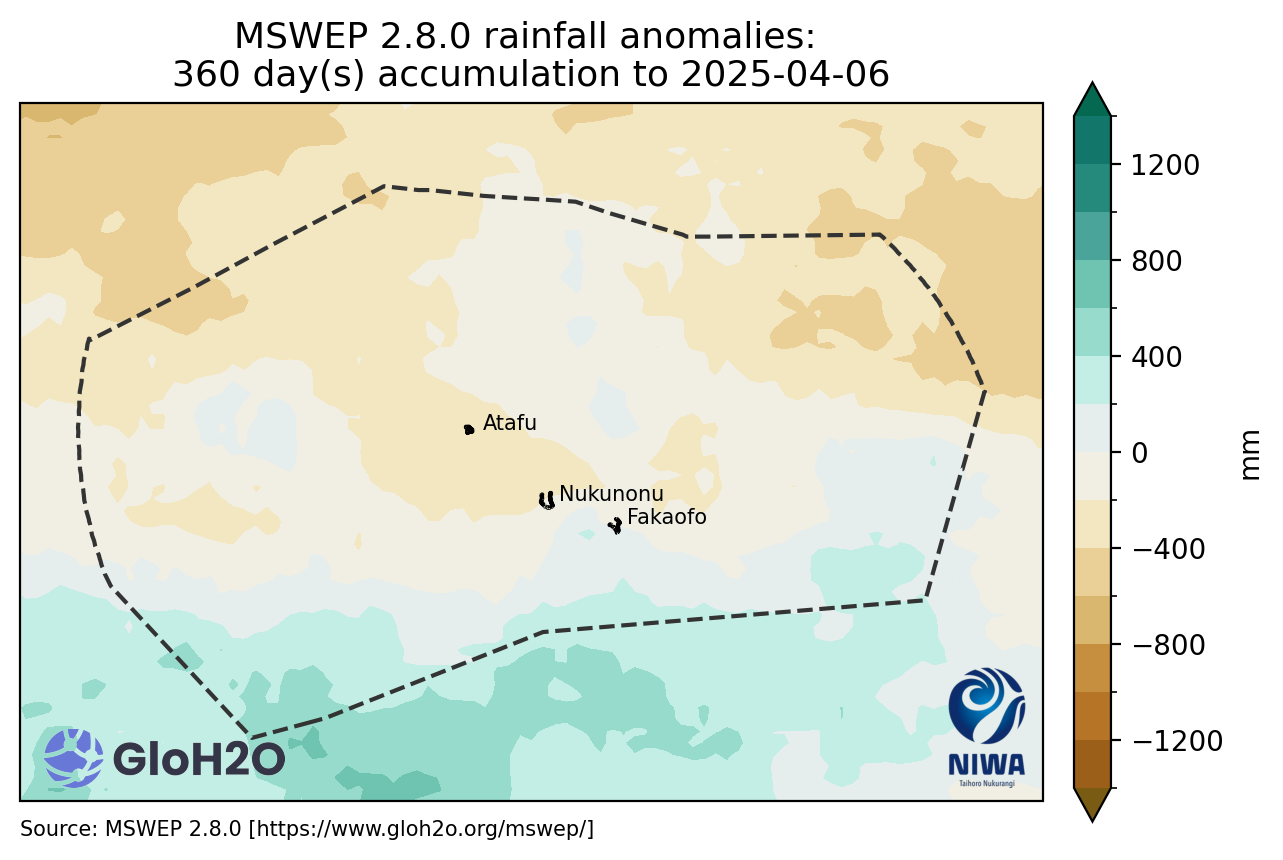 MSWEP 2.8.0 rainfall anomalies:
360 day(s) accumulation to 2025-04-06
1200
800
400
0
−400
−800
−1200
mm
Atafu
Nukunonu
Fakaofo
GloH2O
NIWA
Taihoro Nukurangi
Source: MSWEP 2.8.0 [https://www.gloh2o.org/mswep/]